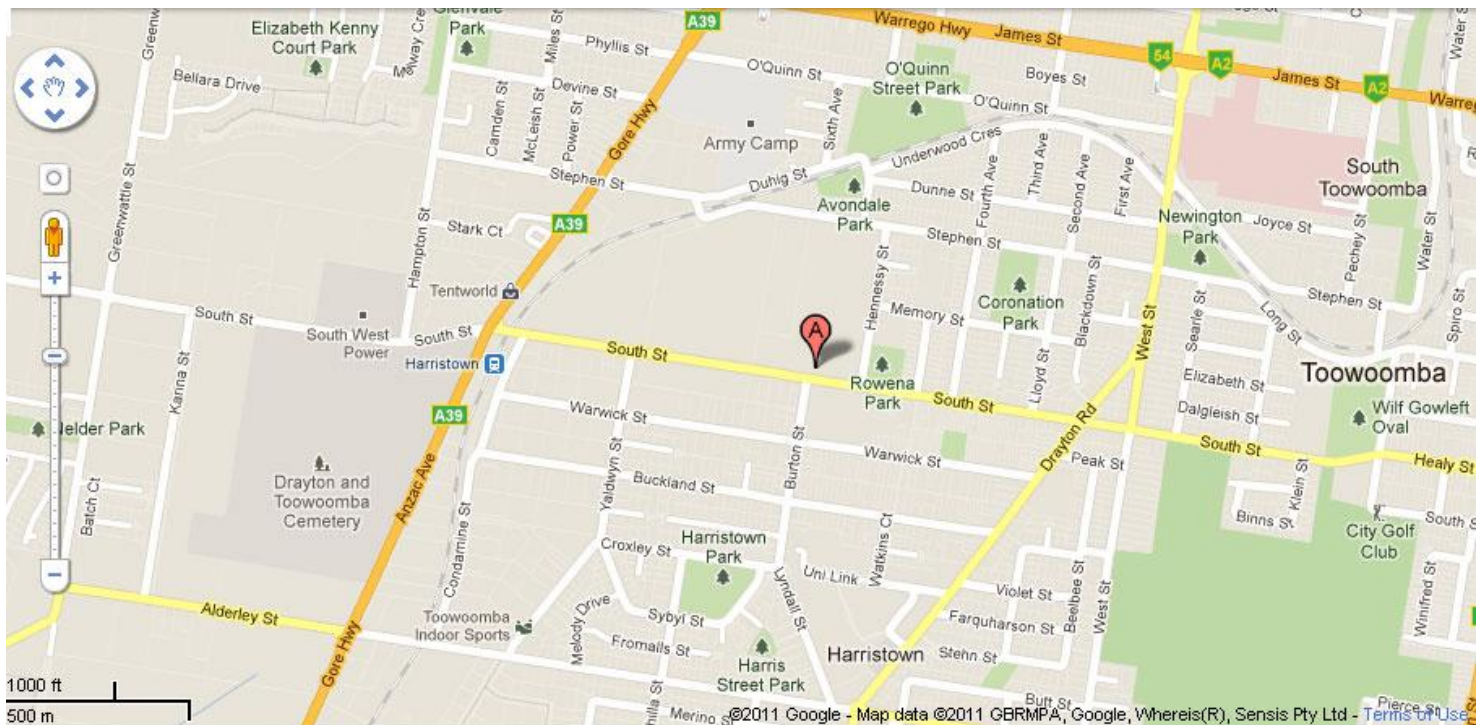 Elizabeth Kenny
Court Park
Glenvale
Park
A39
Warrego Hwy
James St
54
A2
James St
A2
Warreg
Greenw
Bellara Drive
Miles St
Phyllis St
O'Quinn St
O'Quinn
Street Park
Boyes St
O'Quinn St
Water St
Devine St
Camden St
McLeish St
Power St
Gore Hwy
Army Camp
Sixth Ave
Underwood Cres
Duhig St
Stephen St
Avondale
Park
Dunne St
Fourth Ave
Third Ave
Second Ave
First Ave
South
Toowoomba
Newington
Park
Joyce St
Pechey St
Water St
Greenwattle St
Hampton St
Stark Ct
A39
Stephen St
Hennessy St
Coronation
Park
Blackdown St
Stephen St
Long St
Spiro St
Tentworld
South St
South West
Power
South St
Harristown
South St
A
Memory St
Rowena
Park
South St
Lloyd St
West St
Searle St
Elizabeth St
Toowoomba
Dalgleish St
Wilf Gowleft
Oval
Karina St
A39
Nelder Park
Warwick St
Drayton Rd
South St
Healy St
Drayton and
Toowoomba
Cemetery
Anzac Ave
Yaldwyn St
Buckland St
Burton St
Warwick St
Peak St
Klein St
Binns St
South S
City Golf
Club
Batch Ct
Condamine St
Croxley St
Harristown
Park
Watkins Ct
Uni Link
Lyndall St
Violet St
Beelbee St
West St
Winifred St
Alderley St
Toowoomba
Indoor Sports
Melody Drive
Sybyl St
Fromalls St
Farquharson St
Harris
Street Park
Harristown
Stehn St
Gore Hwy
1000 ft
500 m
Merino St
Butt St
Pierce St
©2011 Google - Map data ©2011 GBRMPA, Google, Whereis(R), Sensis Pty Ltd - Terms of Use